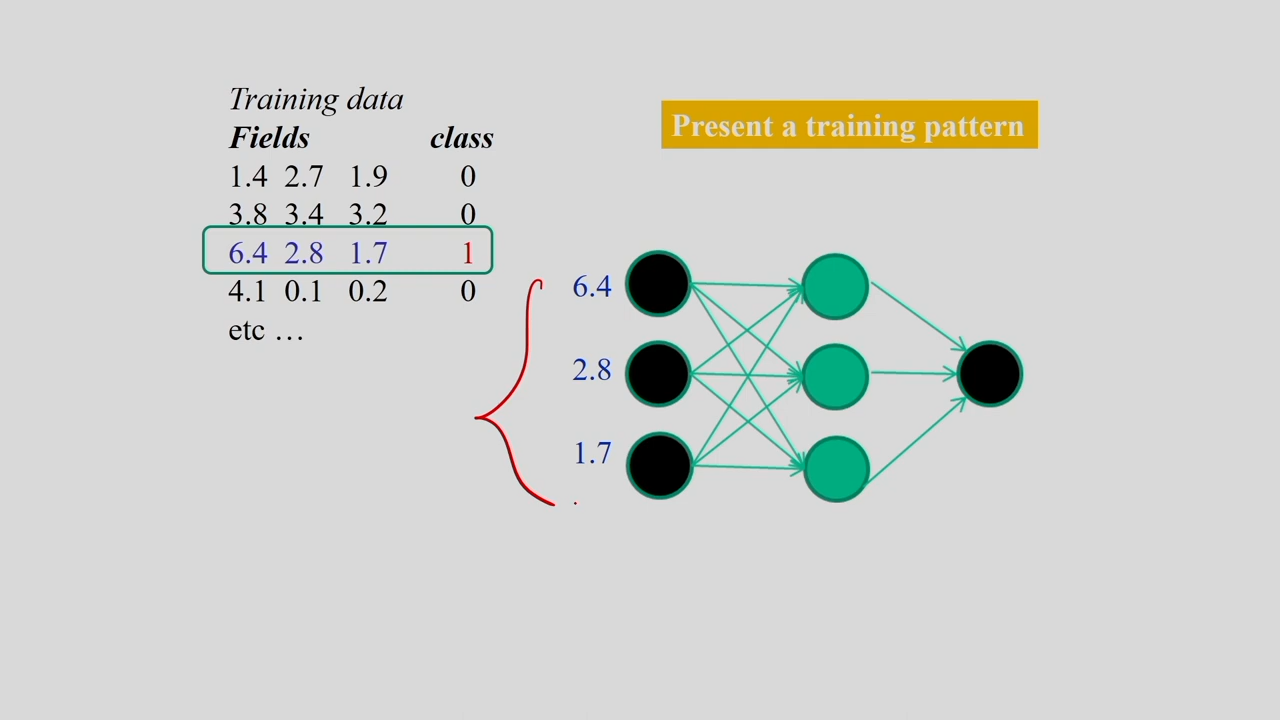 Training data
Fields class
1.4 2.7 1.9 0
3.8 3.4 3.2 0
6.4 2.8 1.7 1
4.1 0.1 0.2 0
etc …
Present a training pattern
6.4
2.8
1.7